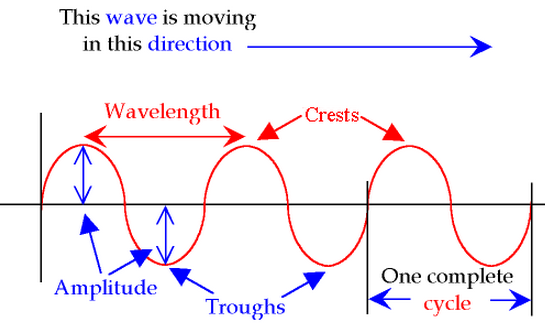 This wave is moving
in this direction
Wavelength
Crests
Amplitude
Troughs
One complete
cycle